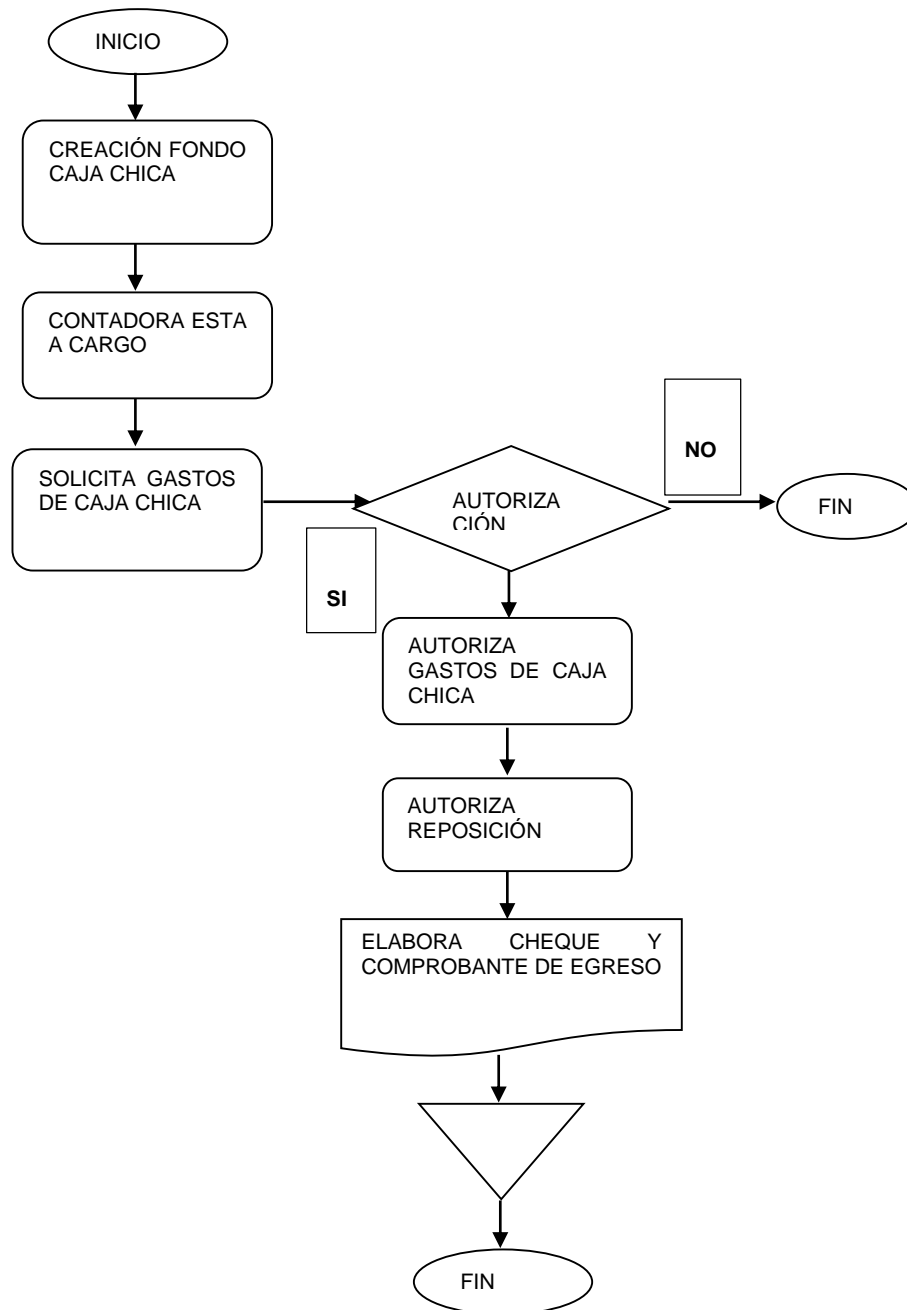 INICIO
CREACIÓN FONDO
CAJA CHICA
CONTADORA ESTA
A CARGO
SOLICITA GASTOS
DE CAJA CHICA
AUTORIZA
CIÓN
NO
FIN
SI
AUTORIZA
GASTOS DE CAJA
CHICA
AUTORIZA
REPOSICIÓN
ELABORA CHEQUE Y
COMPROBANTE DE EGRESO
FIN